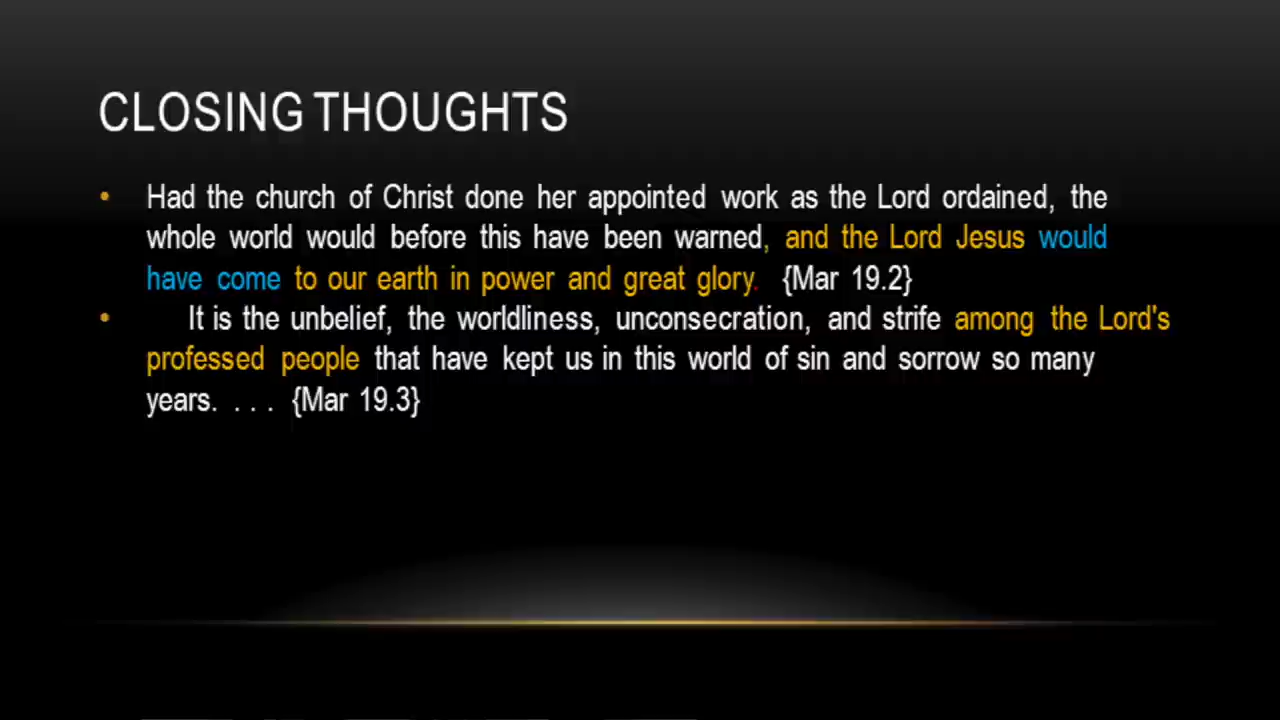 CLOSING THOUGHTS
• Had the church of Christ done her appointed work as the Lord ordained, the
whole world would before this have been warned, and the Lord Jesus would
have come to our earth in power and great glory. {Mar 19.2}
• It is the unbelief, the worldliness, unconsecration, and strife among the Lord's
professed people that have kept us in this world of sin and sorrow so many
years. . . . {Mar 19.3}